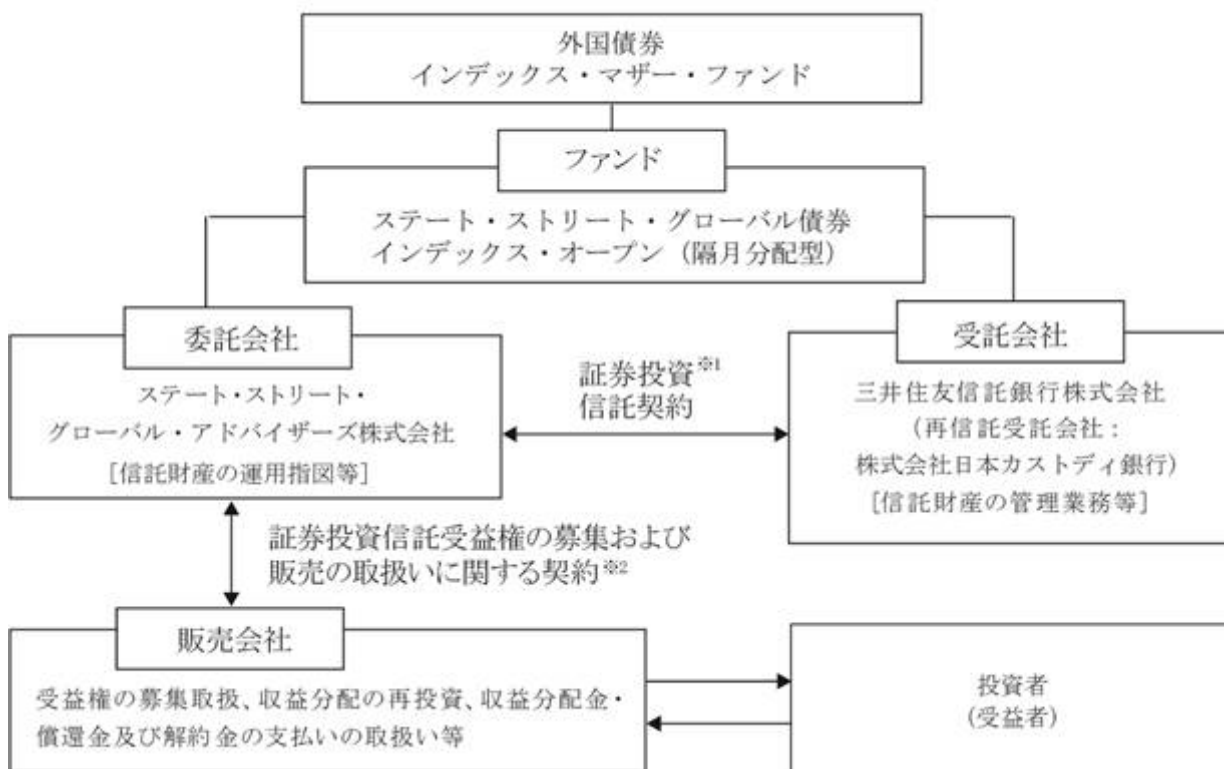 外国債券
インデックス・マザー・ファンド
ファンド
ステート・ストリート・グローバル債券
インデックス・オープン（隔月分配型）
委託会社
ステート・ストリート・
グローバル・アドバイザーズ株式会社
［信託財産の運用指図等］
証券投資※1
信託契約
受託会社
三井住友信託銀行株式会社
（再信託受託会社：
株式会社日本カストディ銀行）
［信託財産の管理業務等］
証券投資信託受益権の募集および
販売の取扱いに関する契約※2
販売会社
受益権の募集取扱、収益分配の再投資、収益分配金・
償還金及び解約金の支払いの取扱い等
投資者
（受益者）